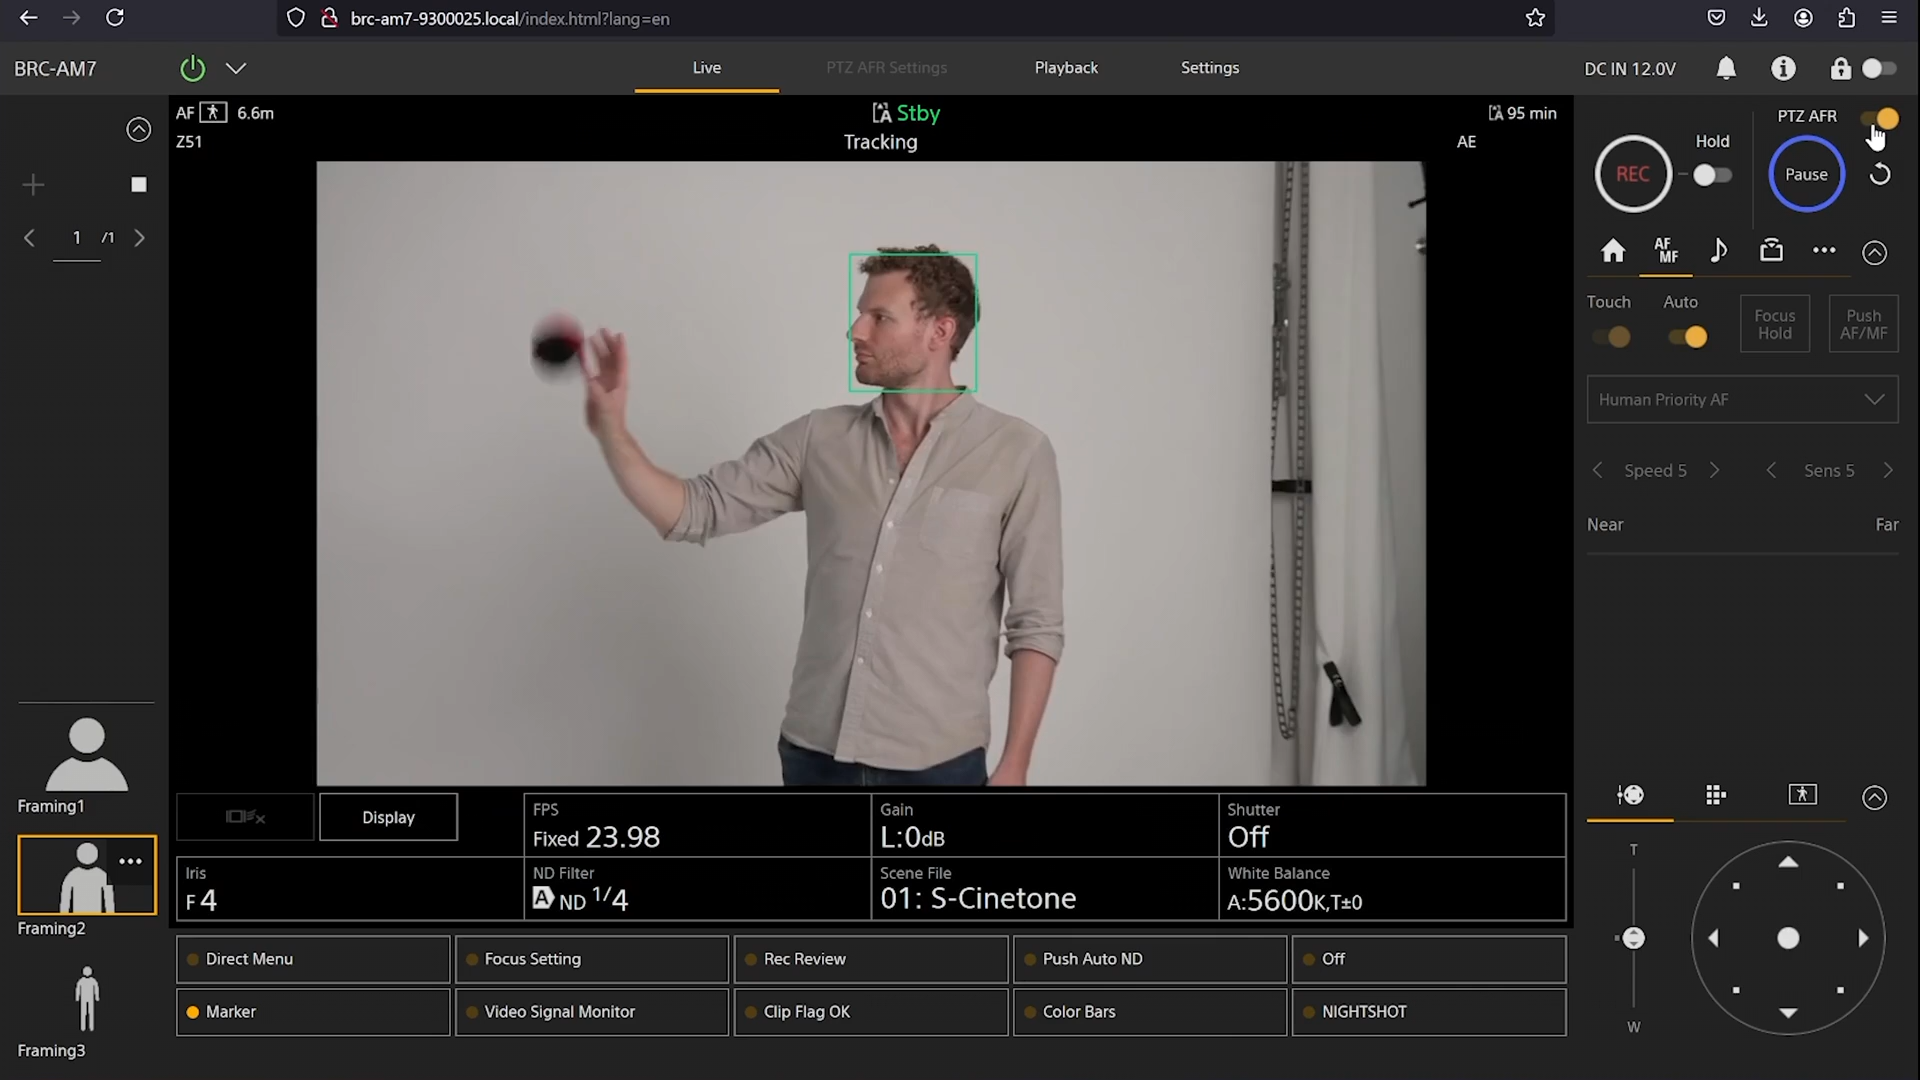 brc-am7-9300025.local/index.html?lang=en
BRC-AM7
Live
PTZ AFR Settings
Playback
Settings
DC IN 12.0V
AF 6.6m
Stby
95 min
Z51
Tracking
AE
PTZ AFR
REC
Hold
Pause
1 /1
AF
MF
Touch
Auto
Focus
Hold
Push
AF/MF
Human Priority AF
Speed 5
Sens 5
Near
Far
Framing1
Framing2
Framing3
Display
FPS
Fixed 23.98
Gain
L:0dB
Shutter
Off
Iris
F 4
ND Filter
A ND 1/4
Scene File
01: S-Cinetone
White Balance
A:5600K,T±0
Direct Menu
Focus Setting
Rec Review
Push Auto ND
Off
Marker
Video Signal Monitor
Clip Flag OK
Color Bars
NIGHTSHOT
T
W